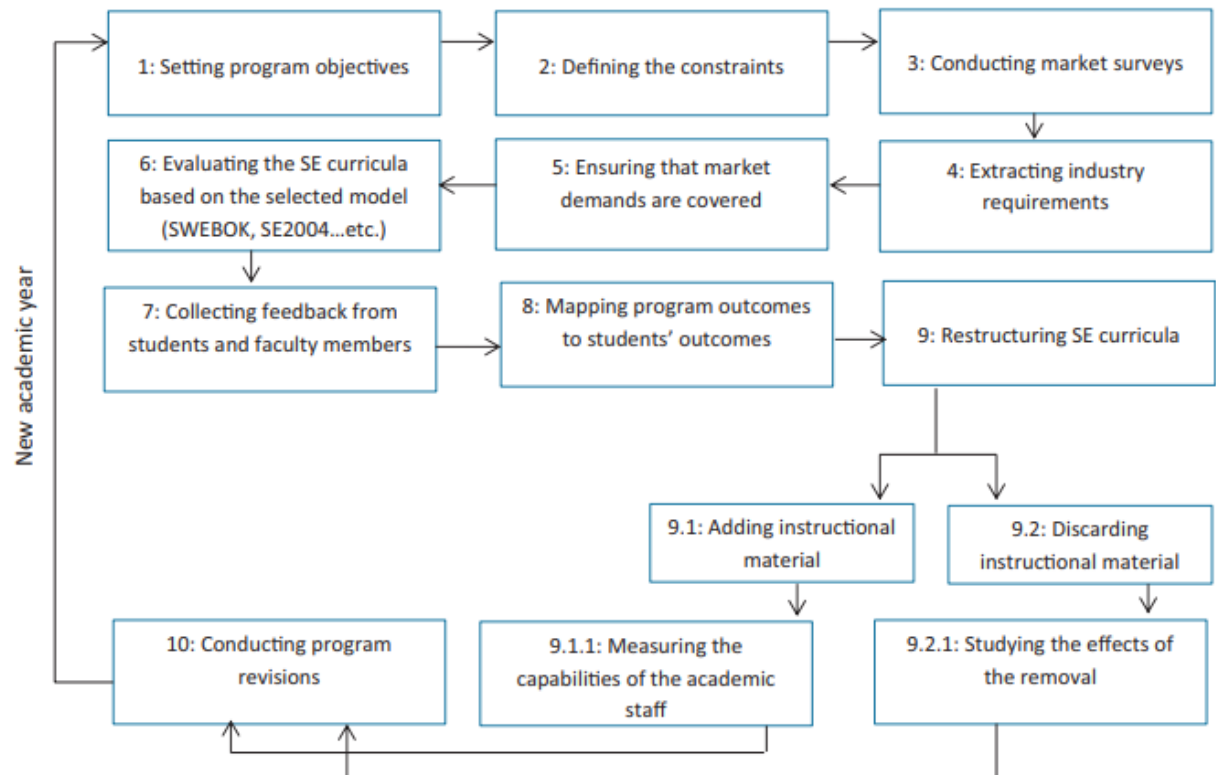 1: Setting program objectives
2: Defining the constraints
3: Conducting market surveys
6: Evaluating the SE curricula
based on the selected model
(SWEBOK, SE2004...etc.)
5: Ensuring that market
demands are covered
4: Extracting industry
requirements
7: Collecting feedback from
students and faculty members
8: Mapping program outcomes
to students’ outcomes
9: Restructuring SE curricula
New academic year
9.1: Adding instructional
material
9.2: Discarding
instructional material
10: Conducting program
revisions
9.1.1: Measuring the
capabilities of the academic
staff
9.2.1: Studying the effects of
the removal